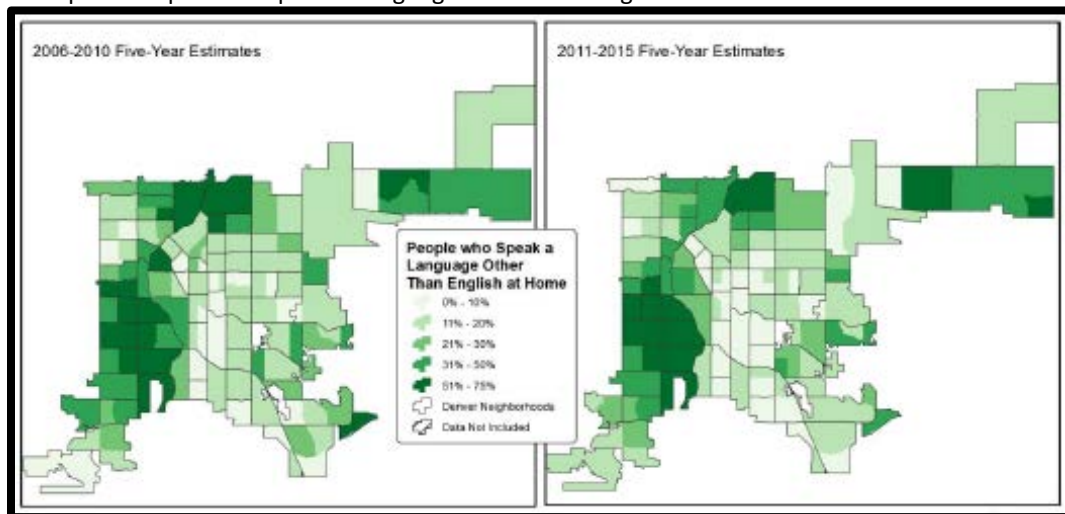 2006-2010 Five-Year Estimates
2011-2015 Five-Year Estimates
People who Speak a
Language Other
Than English at Home
0% - 10%
11% - 20%
21% - 30%
31% - 50%
51% - 75%
Denver Neighborhoods
Data Not Included